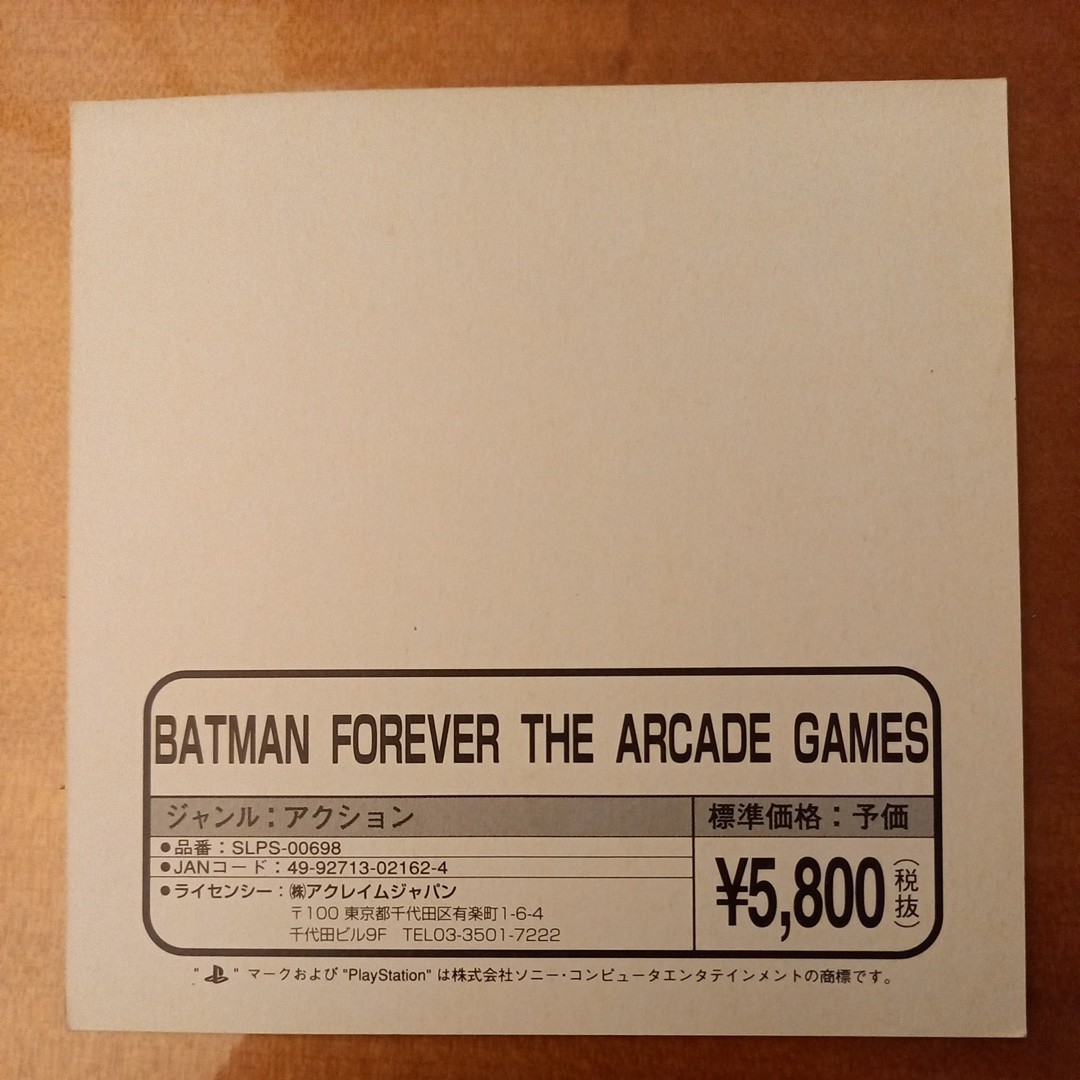 BATMAN FOREVER THE ARCADE GAMES
ジャンル：アクション
標準価格：予価
●品番：SLPS-00698
●JANコード：49-92713-02162-4
●ライセンシー：㈱アクレイムジャパン
〒100 東京都千代田区有楽町1-6-4
千代田ビル9F TEL03-3501-7222
¥5,800（税抜）
" " マークおよび "PlayStation" は株式会社ソニー・コンピュータエンタテインメントの商標です。